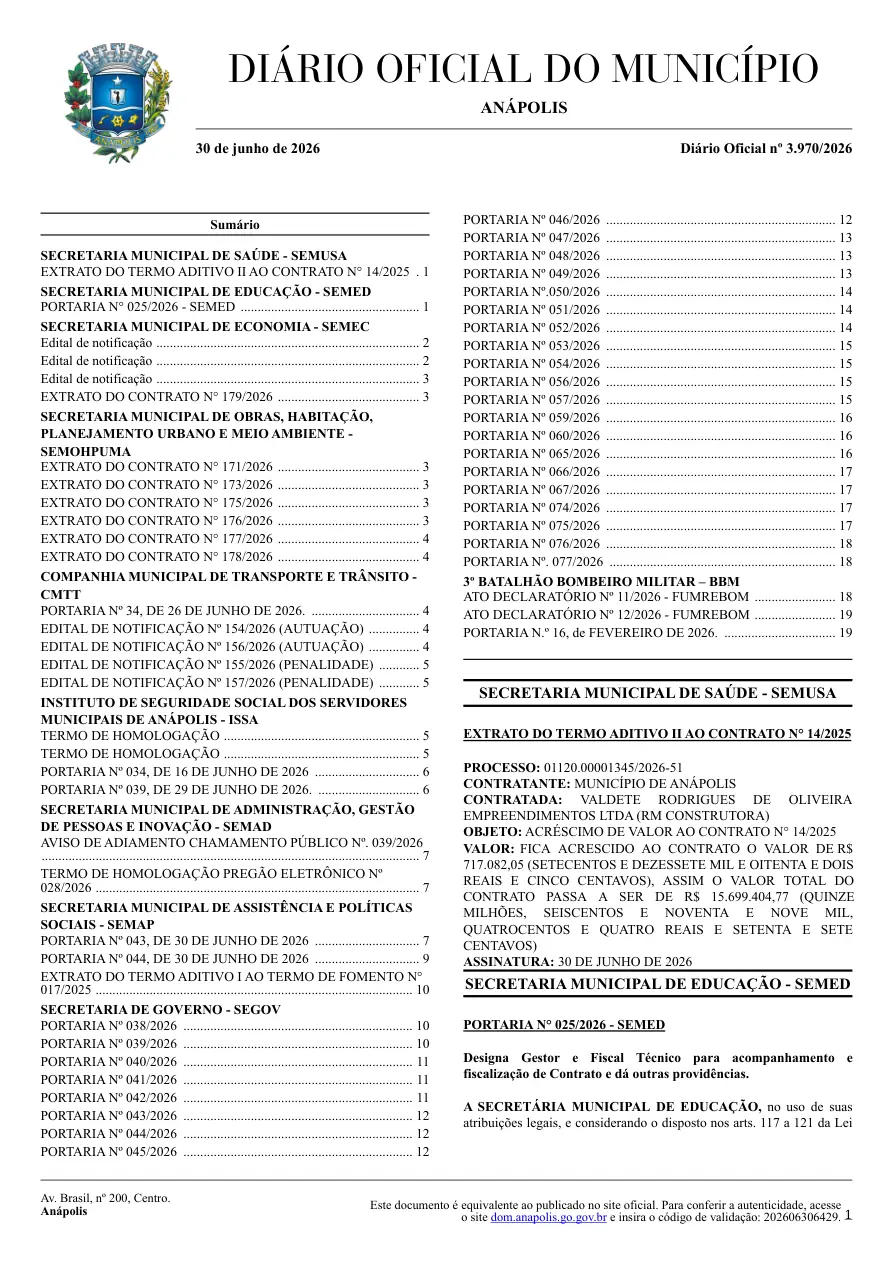 DIÁRIO OFICIAL DO MUNICÍPIO
ANÁPOLIS
30 de junho de 2026
Diário Oficial nº 3.970/2026
ANÁPOLIS
Sumário
SECRETARIA MUNICIPAL DE SAÚDE - SEMUSA
EXTRATO DO TERMO ADITIVO II AO CONTRATO N° 14/2025 . 1
SECRETARIA MUNICIPAL DE EDUCAÇÃO - SEMED
PORTARIA N° 025/2026 - SEMED ...................................................... 1
SECRETARIA MUNICIPAL DE ECONOMIA - SEMEC
Edital de notificação ................................................................................ 2
Edital de notificação ................................................................................ 2
Edital de notificação ................................................................................ 3
EXTRATO DO CONTRATO N° 179/2026 ........................................... 3
SECRETARIA MUNICIPAL DE OBRAS, HABITAÇÃO,
PLANEJAMENTO URBANO E MEIO AMBIENTE -
SEMOHPUMA
EXTRATO DO CONTRATO N° 171/2026 ........................................... 3
EXTRATO DO CONTRATO N° 173/2026 ........................................... 3
EXTRATO DO CONTRATO N° 175/2026 ........................................... 3
EXTRATO DO CONTRATO N° 176/2026 ........................................... 3
EXTRATO DO CONTRATO N° 177/2026 ........................................... 4
EXTRATO DO CONTRATO N° 178/2026 ........................................... 4
COMPANHIA MUNICIPAL DE TRANSPORTE E TRÂNSITO -
CMTT
PORTARIA Nº 34, DE 26 DE JUNHO DE 2026. ................................. 4
EDITAL DE NOTIFICAÇÃO Nº 154/2026 (AUTUAÇÃO) ............... 4
EDITAL DE NOTIFICAÇÃO Nº 156/2026 (AUTUAÇÃO) ............... 4
EDITAL DE NOTIFICAÇÃO Nº 155/2026 (PENALIDADE) ............ 5
EDITAL DE NOTIFICAÇÃO Nº 157/2026 (PENALIDADE) ............ 5
INSTITUTO DE SEGURIDADE SOCIAL DOS SERVIDORES
MUNICIPAIS DE ANÁPOLIS - ISSA
TERMO DE HOMOLOGAÇÃO ........................................................... 5
TERMO DE HOMOLOGAÇÃO ........................................................... 5
PORTARIA Nº 034, DE 16 DE JUNHO DE 2026 ................................ 6
PORTARIA Nº 039, DE 29 DE JUNHO DE 2026. ............................... 6
SECRETARIA MUNICIPAL DE ADMINISTRAÇÃO, GESTÃO
DE PESSOAS E INOVAÇÃO - SEMAD
AVISO DE ADIAMENTO CHAMAMENTO PÚBLICO Nº. 039/2026
.................................................................................................................. 7
TERMO DE HOMOLOGAÇÃO PREGÃO ELETRÔNICO Nº
028/2026 .................................................................................................. 7
SECRETARIA MUNICIPAL DE ASSISTÊNCIA E POLÍTICAS
SOCIAIS - SEMAP
PORTARIA Nº 043, DE 30 DE JUNHO DE 2026 ................................ 7
PORTARIA Nº 044, DE 30 DE JUNHO DE 2026 ................................ 9
EXTRATO DO TERMO ADITIVO I AO TERMO DE FOMENTO N°
017/2025 ................................................................................................ 10
SECRETARIA DE GOVERNO - SEGOV
PORTARIA Nº 038/2026 ..................................................................... 10
PORTARIA Nº 039/2026 ..................................................................... 10
PORTARIA Nº 040/2026 ..................................................................... 11
PORTARIA Nº 041/2026 ..................................................................... 11
PORTARIA Nº 042/2026 ..................................................................... 11
PORTARIA Nº 043/2026 ..................................................................... 12
PORTARIA Nº 044/2026 ..................................................................... 12
PORTARIA Nº 045/2026 ..................................................................... 12
PORTARIA Nº 046/2026 ..................................................................... 12
PORTARIA Nº 047/2026 ..................................................................... 13
PORTARIA Nº 048/2026 ..................................................................... 13
PORTARIA Nº 049/2026 ..................................................................... 13
PORTARIA Nº.050/2026 ..................................................................... 14
PORTARIA Nº 051/2026 ..................................................................... 14
PORTARIA Nº 052/2026 ..................................................................... 14
PORTARIA Nº 053/2026 ..................................................................... 15
PORTARIA Nº 054/2026 ..................................................................... 15
PORTARIA Nº 056/2026 ..................................................................... 15
PORTARIA Nº 057/2026 ..................................................................... 15
PORTARIA Nº 059/2026 ..................................................................... 16
PORTARIA Nº 060/2026 ..................................................................... 16
PORTARIA Nº 065/2026 ..................................................................... 16
PORTARIA Nº 066/2026 ..................................................................... 17
PORTARIA Nº 067/2026 ..................................................................... 17
PORTARIA Nº 074/2026 ..................................................................... 17
PORTARIA Nº 075/2026 ..................................................................... 17
PORTARIA Nº 076/2026 ..................................................................... 18
PORTARIA Nº. 077/2026 .................................................................... 18
3º BATALHÃO BOMBEIRO MILITAR – BBM
ATO DECLARATÓRIO Nº 11/2026 - FUMREBOM ........................ 18
ATO DECLARATÓRIO Nº 12/2026 - FUMREBOM ........................ 19
PORTARIA N.º 16, de FEVEREIRO DE 2026. .................................. 19
SECRETARIA MUNICIPAL DE SAÚDE - SEMUSA
EXTRATO DO TERMO ADITIVO II AO CONTRATO N° 14/2025
PROCESSO: 01120.00001345/2026-51
CONTRATANTE: MUNICÍPIO DE ANÁPOLIS
CONTRATADA: VALDETE RODRIGUES DE OLIVEIRA
EMPREENDIMENTOS LTDA (RM CONSTRUTORA)
OBJETO: ACRÉSCIMO DE VALOR AO CONTRATO N° 14/2025
VALOR: FICA ACRESCIDO AO CONTRATO O VALOR DE R$
717.082,05 (SETECENTOS E DEZESSETE MIL E OITENTA E DOIS
REAIS E CINCO CENTAVOS), ASSIM O VALOR TOTAL DO
CONTRATO PASSA A SER DE R$ 15.699.404,77 (QUINZE
MILHÕES, SEISCENTOS E NOVENTA E NOVE MIL,
QUATROCENTOS E QUATRO REAIS E SETENTA E SETE
CENTAVOS)
ASSINATURA: 30 DE JUNHO DE 2026
SECRETARIA MUNICIPAL DE EDUCAÇÃO - SEMED
PORTARIA N° 025/2026 - SEMED
Designa Gestor e Fiscal Técnico para acompanhamento e
fiscalização de Contrato e dá outras providências.
A SECRETÁRIA MUNICIPAL DE EDUCAÇÃO, no uso de suas
atribuições legais, e considerando o disposto nos arts. 117 a 121 da Lei
Av. Brasil, nº 200, Centro.
Anápolis
Este documento é equivalente ao publicado no site oficial. Para conferir a autenticidade, acesse
o site dom.anapolis.go.gov.br e insira o código de validação: 202606306429. 1